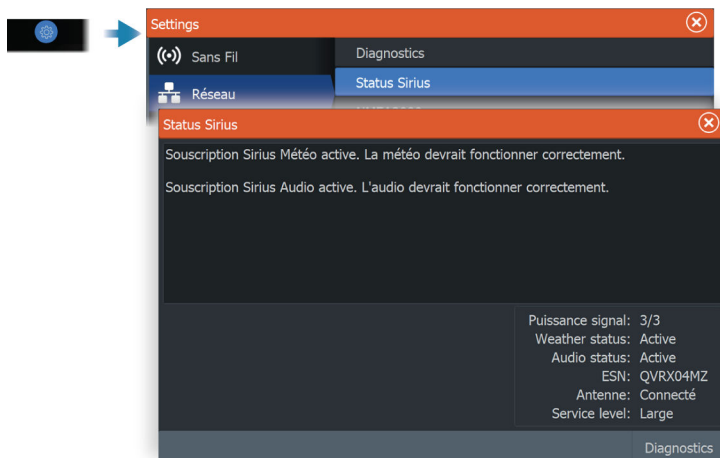 Settings
Sans Fil
Diagnostics
Réseau
Status Sirius
Status Sirius
Souscription Sirius Météo active. La météo devrait fonctionner correctement.
Souscription Sirius Audio active. L'audio devrait fonctionner correctement.
Puissance signal: 3/3
Weather status: Active
Audio status: Active
ESN: QVRX04MZ
Antenne: Connecté
Service level: Large
Diagnostics